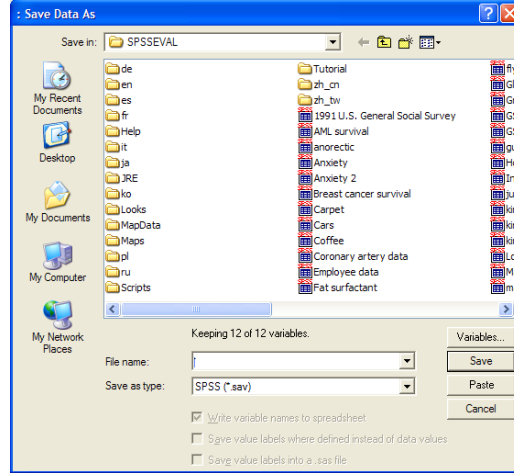 : Save Data As
Save in: SPSSEVAL
My Recent
Documents
Desktop
My Documents
My Computer
My Network
Places
de
en
es
fr
Help
it
ja
JRE
ko
Looks
MapData
Maps
pl
ru
Scripts
Tutorial
zh_cn
zh_tw
1991 U.S. General Social Survey
AML survival
anorectic
Anxiety
Anxiety 2
Breast cancer survival
Carpet
Cars
Coffee
Coronary artery data
Employee data
Fat surfactant
Keeping 12 of 12 variables.
Variables...
File name:
Save
Save as type: SPSS (*.sav)
Paste
Cancel
Write variable names to spreadsheet
Save value labels where defined instead of data values
Save value labels into a .sas file